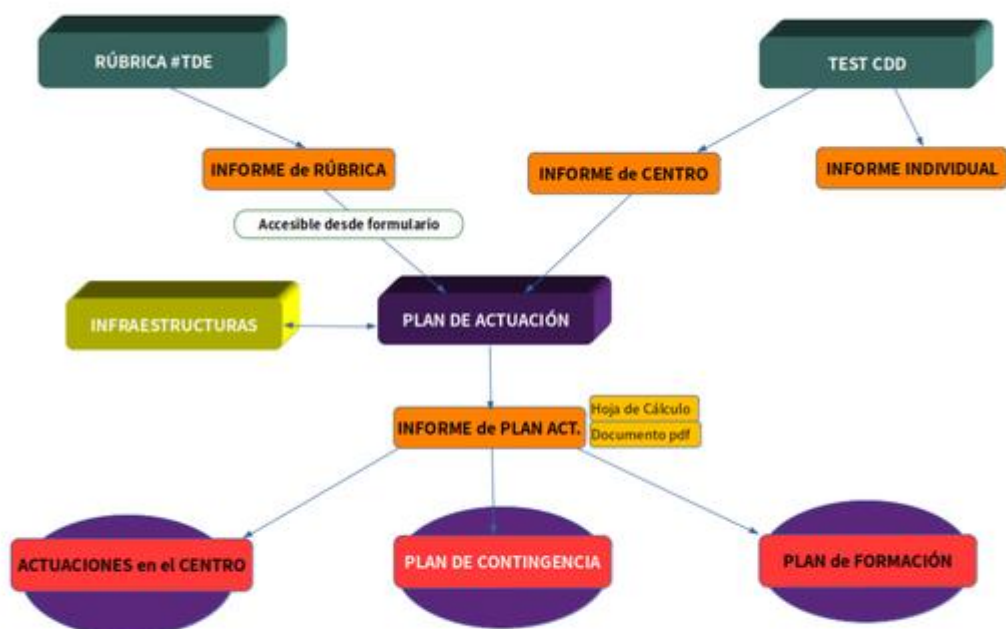 RÚBRICA #TDE
TEST CDD
INFORME de RÚBRICA
INFORME de CENTRO
INFORME INDIVIDUAL
Accesible desde formulario
INFRAESTRUCTURAS
PLAN DE ACTUACIÓN
INFORME de PLAN ACT.
Hoja de Cálculo
Documento pdf
ACTUACIONES en el CENTRO
PLAN DE CONTINGENCIA
PLAN de FORMACIÓN